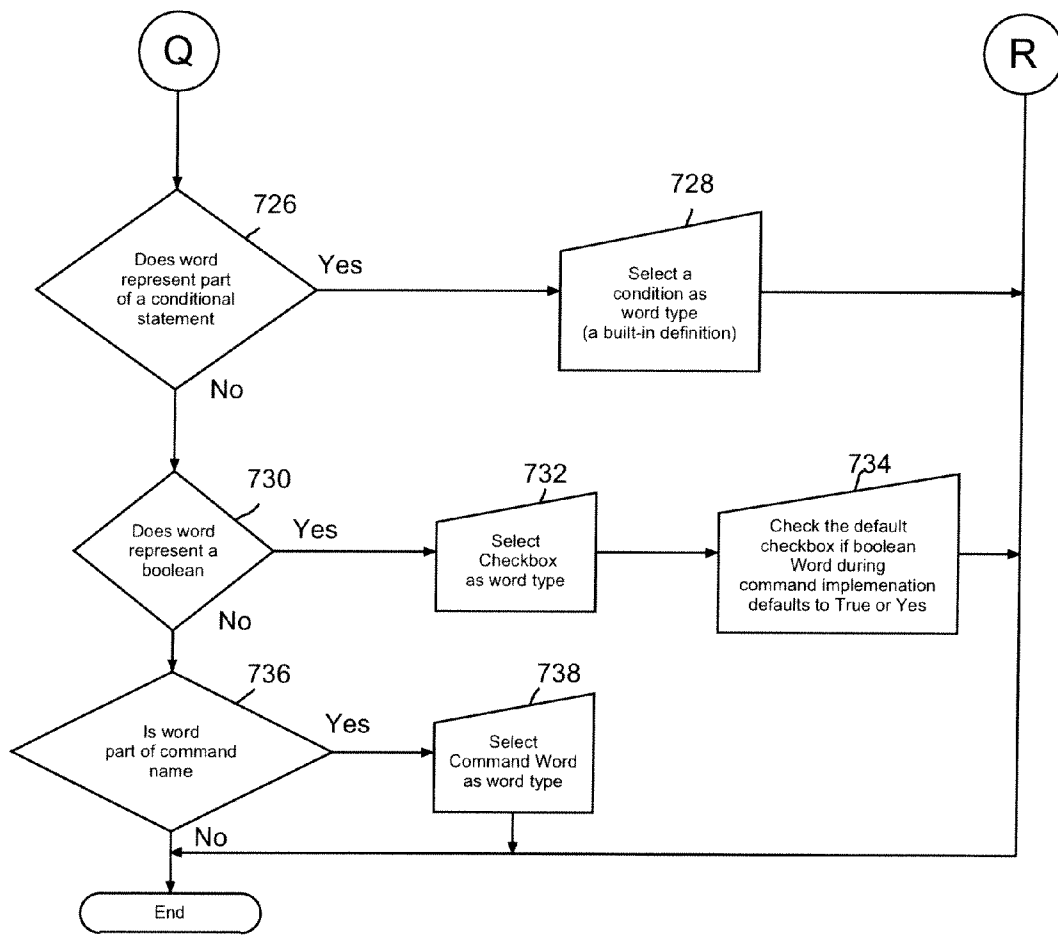 Q
R
726
Does word
represent part
of a conditional
statement
Yes
728
Select a
condition as
word type
(a built-in definition)
No
730
Does word
represent a
boolean
Yes
732
Select
Checkbox
as word type
734
Check the default
checkbox if boolean
Word during
command implemenation
defaults to True or Yes
No
736
Is word
part of command
name
Yes
738
Select
Command Word
as word type
No
End